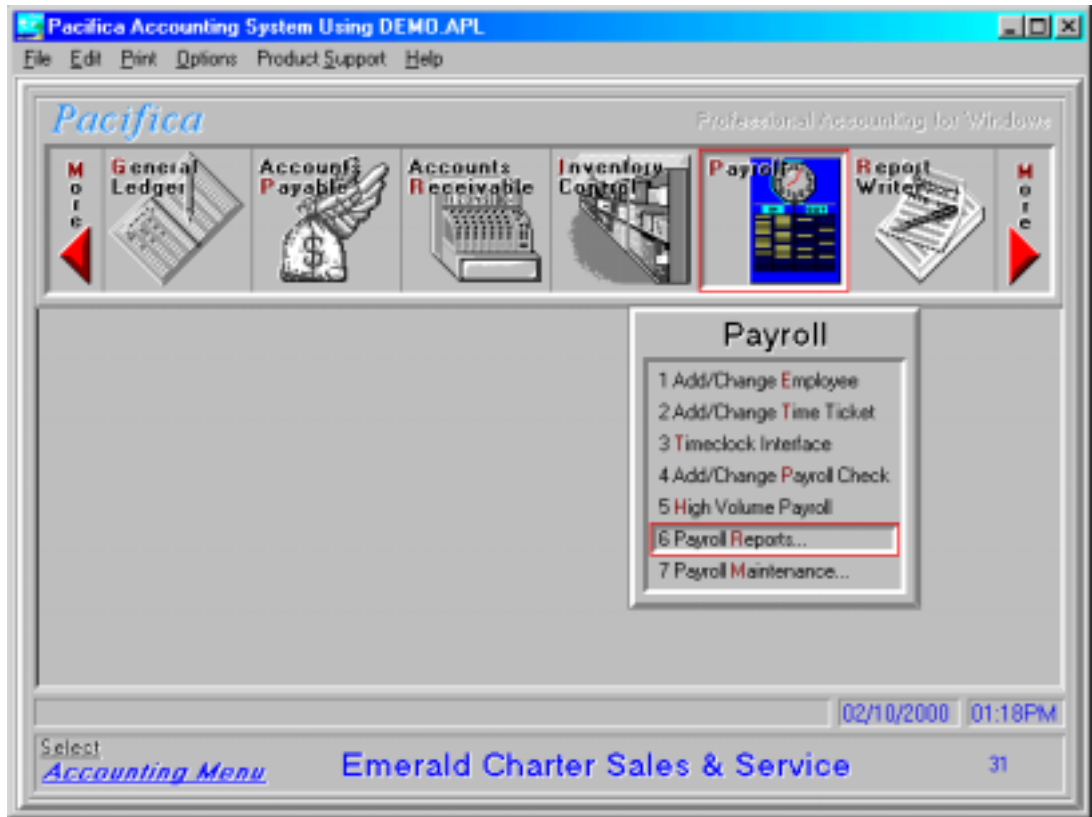 Pacifica Accounting System Using DEMO.APL
File Edit Print Options Product Support Help
Pacifica
Professional Accounting for Windows
More
General Ledger
Accounts Payable
$
Accounts Receivable
Inventory Control
Payroll
Report Writer
More
Payroll
1 Add/Change Employee
2 Add/Change Time Ticket
3 Timeclock Interface
4 Add/Change Payroll Check
5 High Volume Payroll
6 Payroll Reports...
7 Payroll Maintenance...
02/10/2000 01:18PM
Select
Accounting Menu
Emerald Charter Sales & Service
31